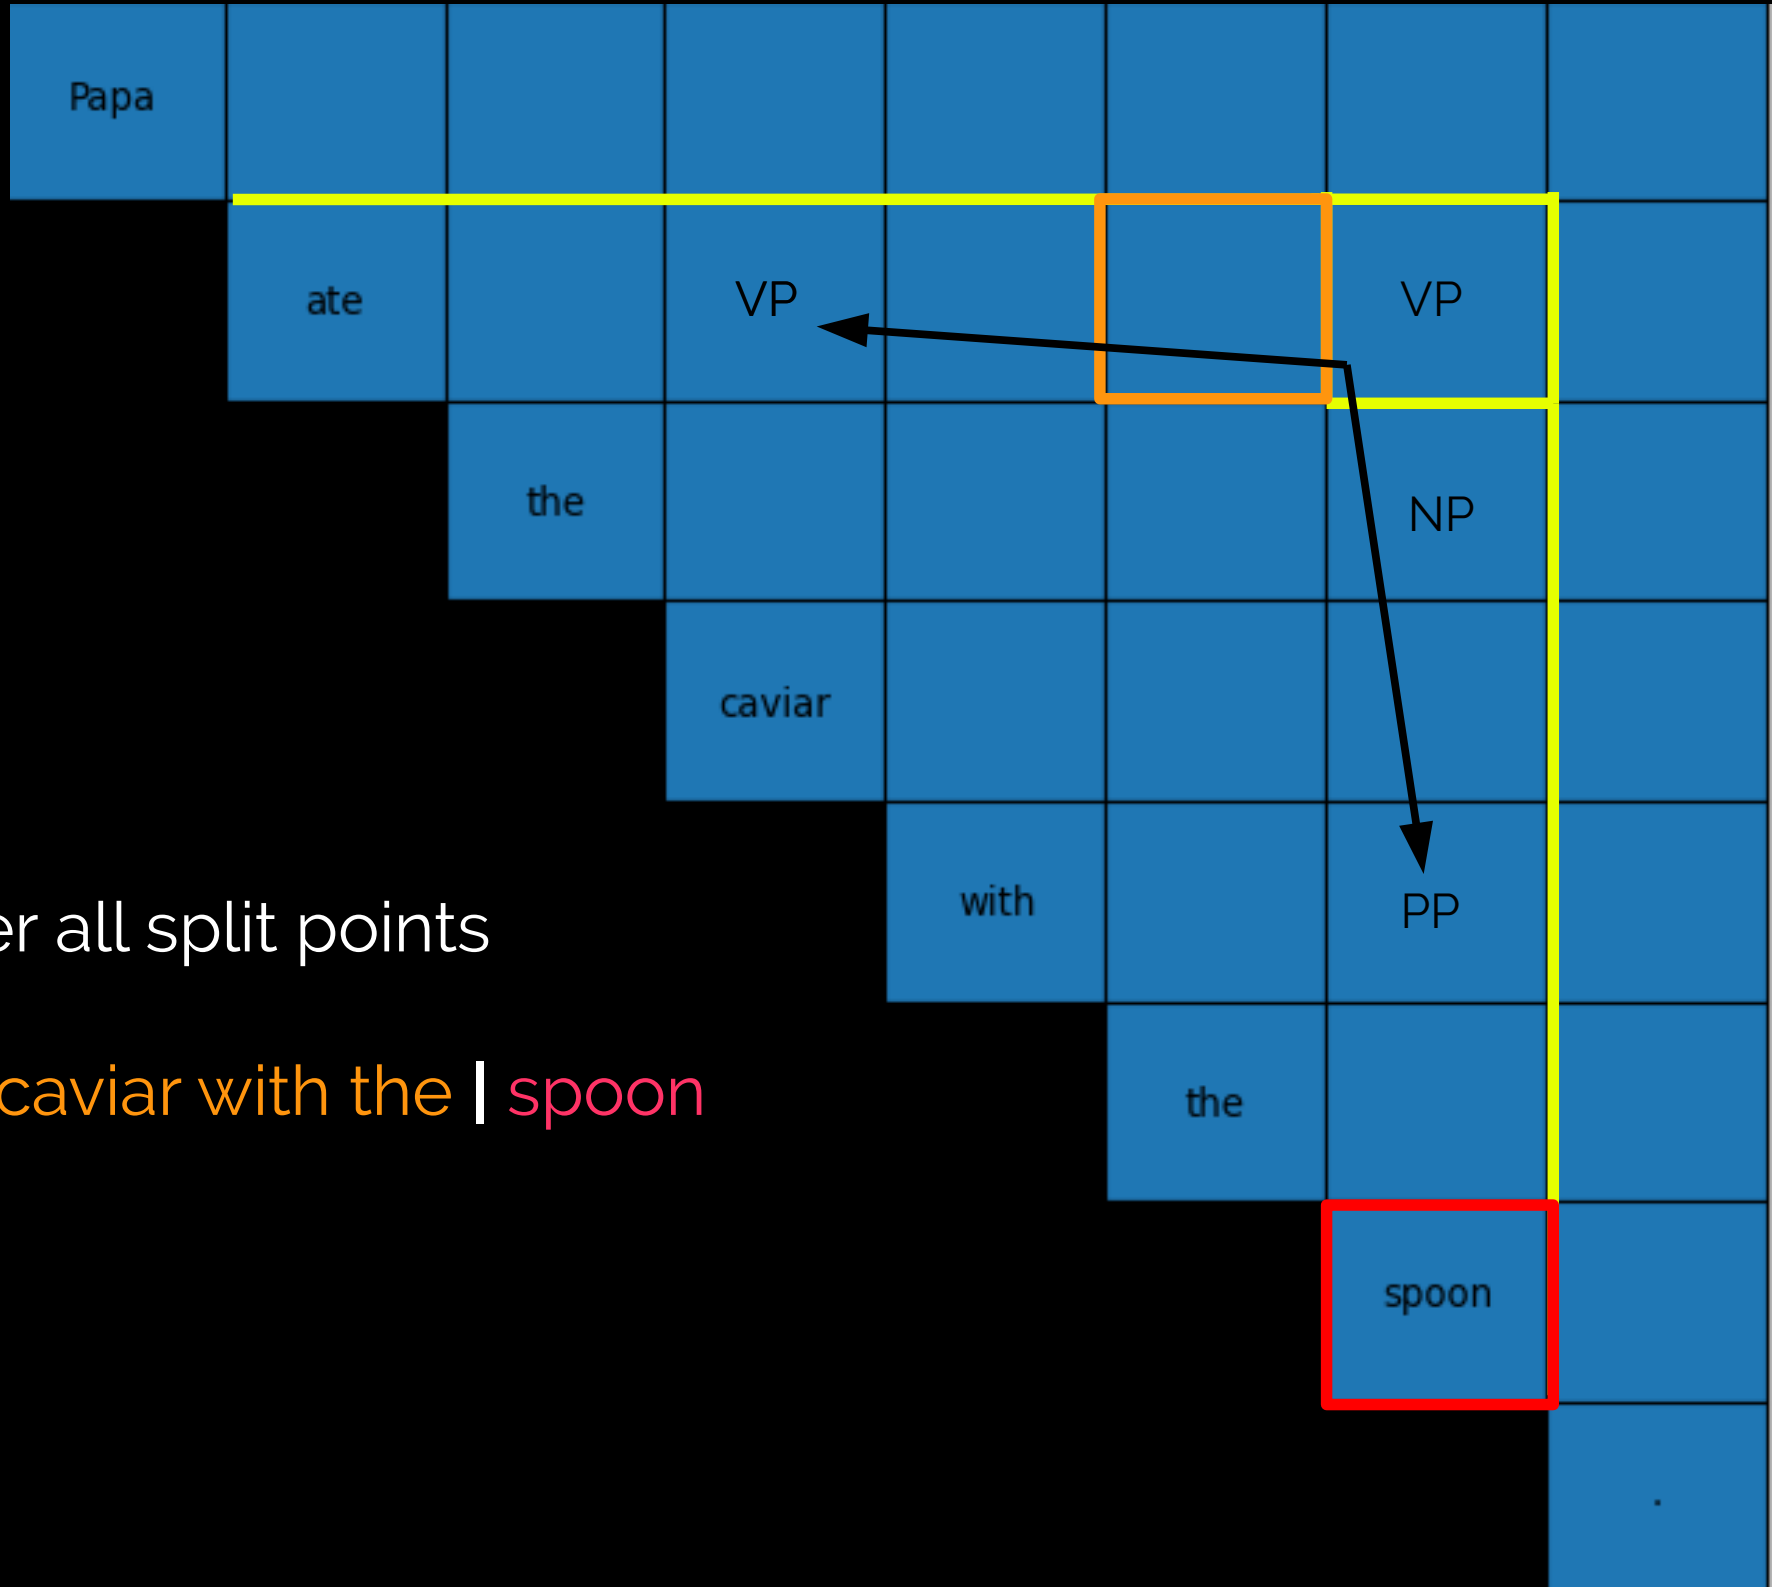 Papa
ate VP VP
the NP
caviar
with PP
er all split points
the
caviar with the | spoon
spoon
.